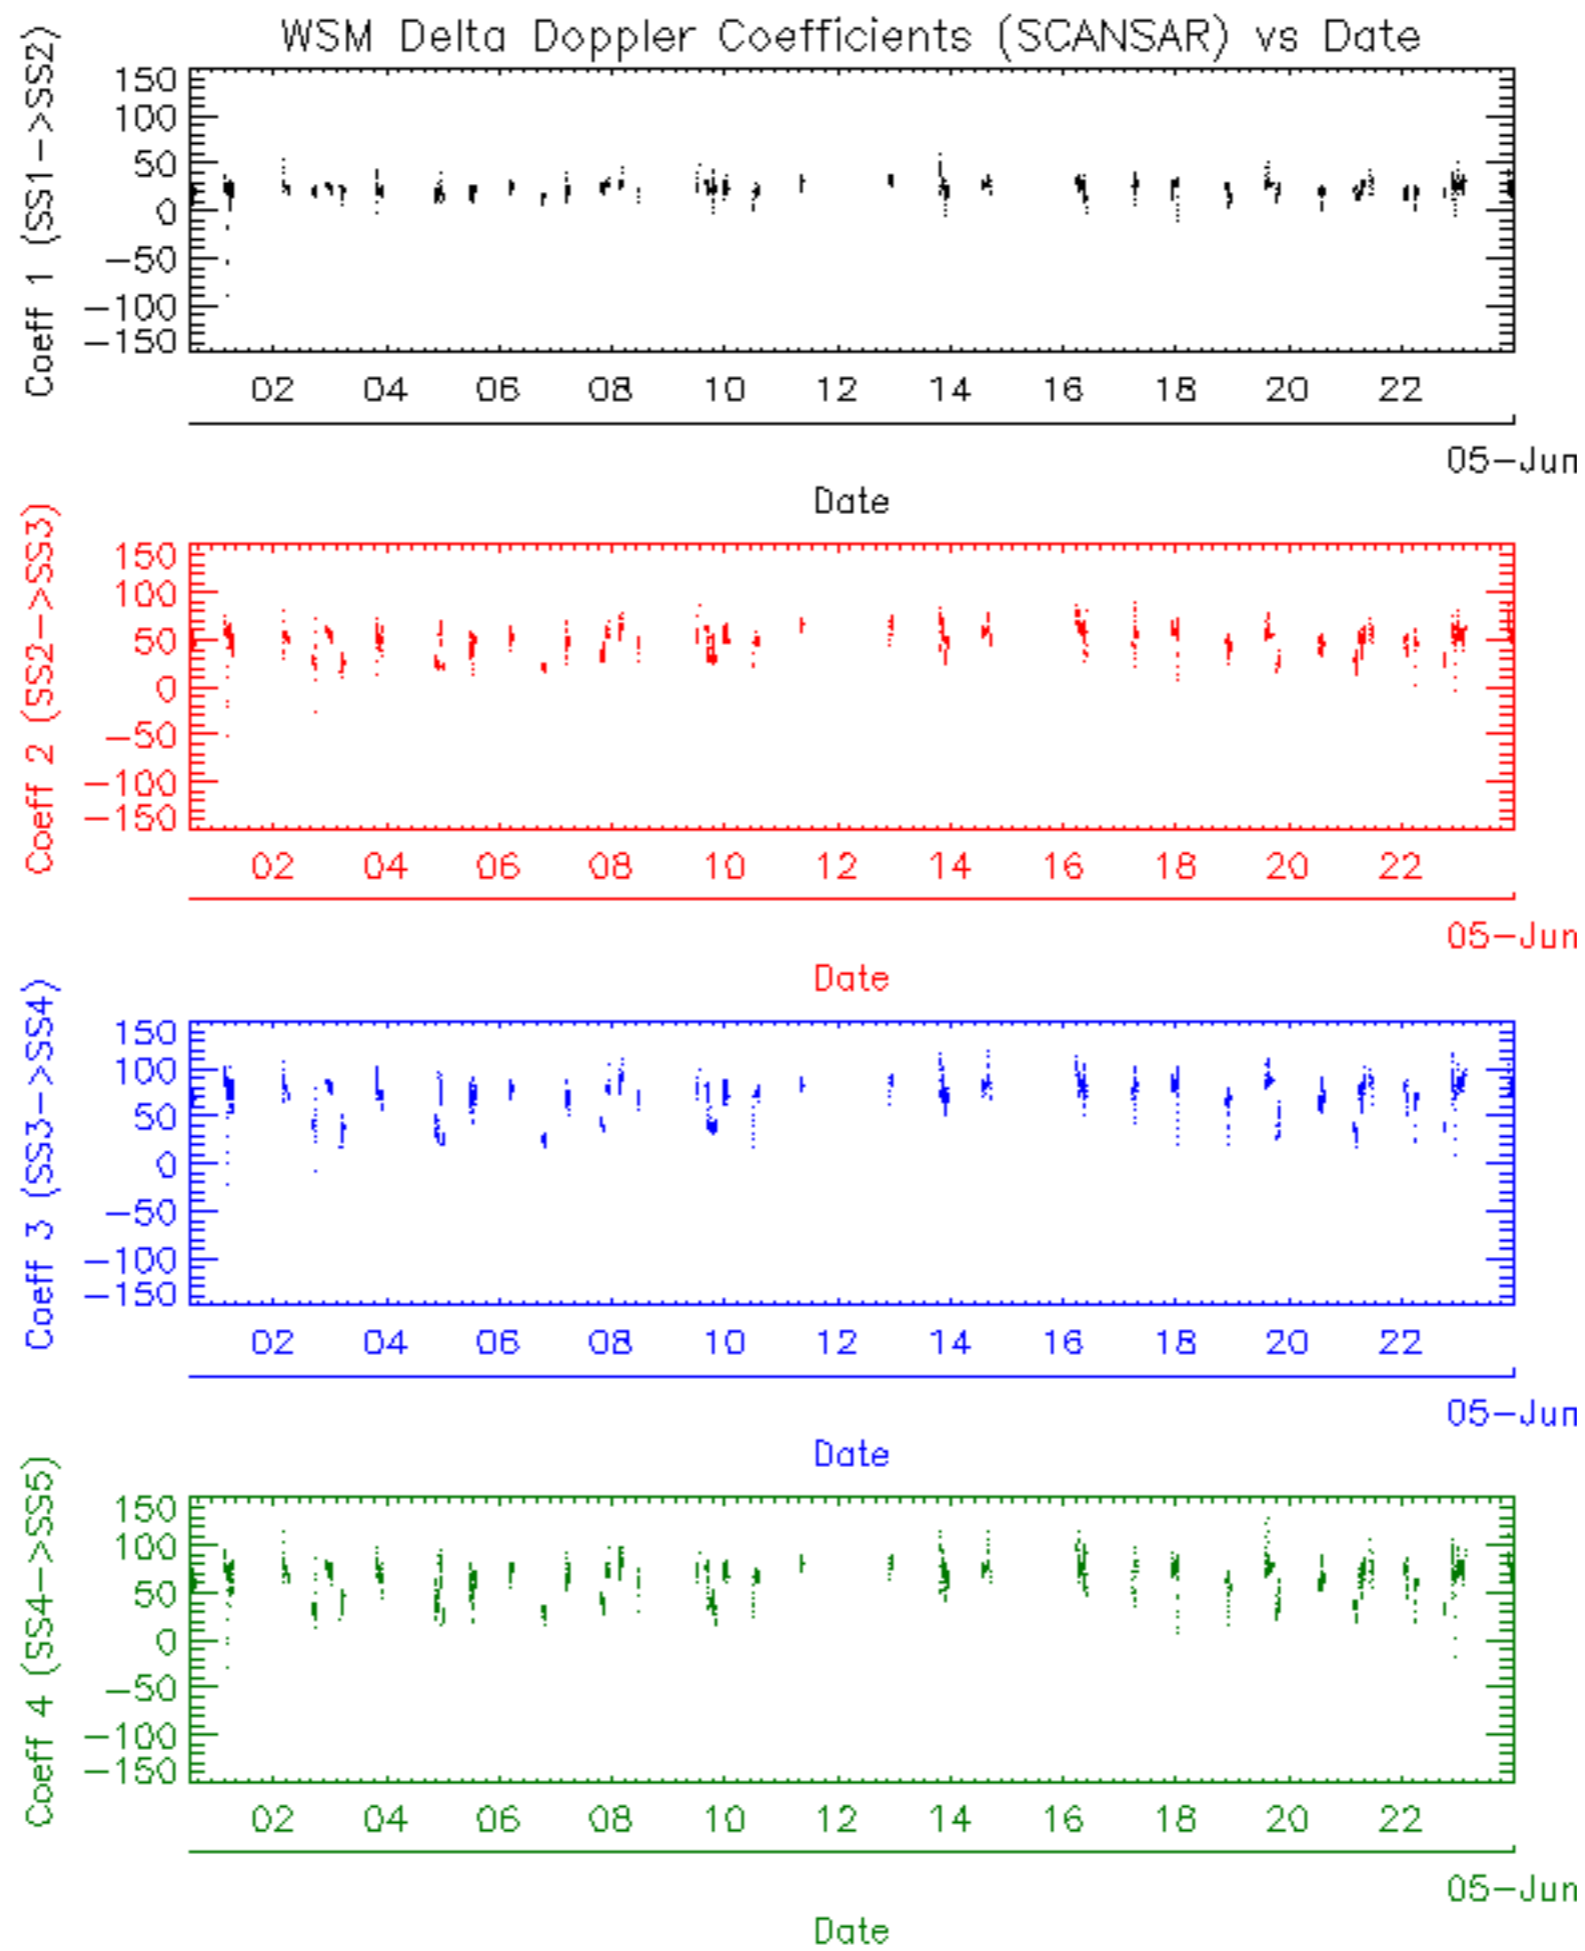 WSM Delta Doppler Coefficients (SCANSAR) vs Date
Coeff 1 (SS1->SS2)
150
100
50
0
-50
-100
-150
02 04 06 08 10 12 14 16 18 20 22
05-Jun
Date
Coeff 2 (SS2->SS3)
150
100
50
0
-50
-100
-150
02 04 06 08 10 12 14 16 18 20 22
05-Jun
Date
Coeff 3 (SS3->SS4)
150
100
50
0
-50
-100
-150
02 04 06 08 10 12 14 16 18 20 22
05-Jun
Date
Coeff 4 (SS4->SS5)
150
100
50
0
-50
-100
-150
02 04 06 08 10 12 14 16 18 20 22
05-Jun
Date